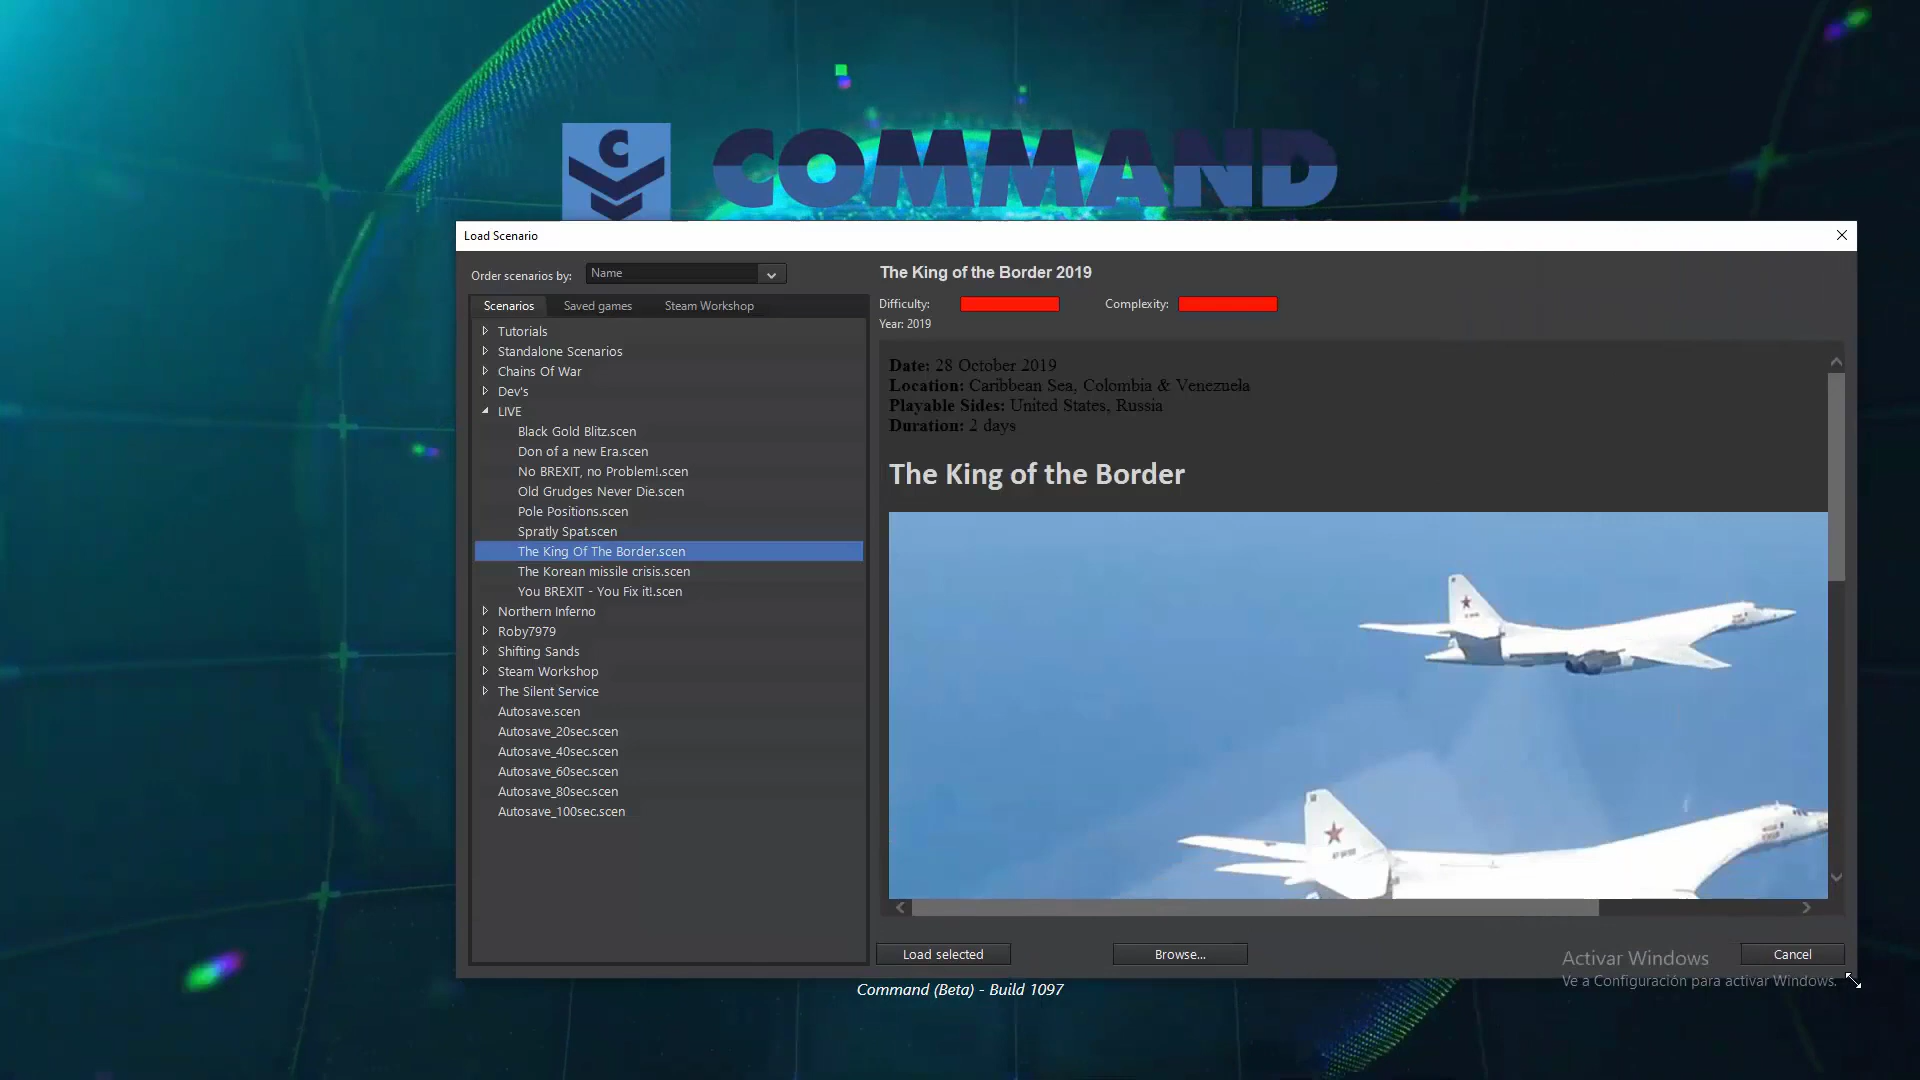 C
COMMAND
Load Scenario
Order scenarios by:
Name
Scenarios
Saved games
Steam Workshop
Tutorials
Standalone Scenarios
Chains Of War
Dev's
LIVE
Black Gold Blitz.scen
Don of a new Era.scen
No BREXIT, no Problem!.scen
Old Grudges Never Die.scen
Pole Positions.scen
Spratly Spat.scen
The King Of The Border.scen
The Korean missile crisis.scen
You BREXIT - You Fix it!.scen
Northern Inferno
Roby7979
Shifting Sands
Steam Workshop
The Silent Service
Autosave.scen
Autosave_20sec.scen
Autosave_40sec.scen
Autosave_60sec.scen
Autosave_80sec.scen
Autosave_100sec.scen
The King of the Border 2019
Difficulty:
Complexity:
Year: 2019
Date: 28 October 2019
Location: Caribbean Sea, Colombia & Venezuela
Playable Sides: United States, Russia
Duration: 2 days
The King of the Border
Load selected
Browse...
Cancel
Activar Windows
Ve a Configuración para activar Windows.
Command (Beta) - Build 1097